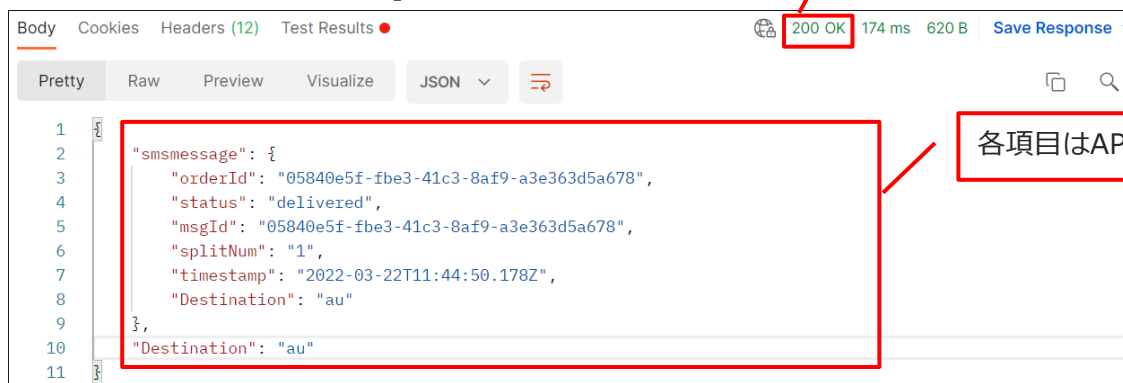 Body Cookies Headers (12) Test Results 200 OK 174 ms 620 B Save Response
Pretty Raw Preview Visualize JSON
各項目はAP
1 {
2 "smsmessage": {
3 "orderId": "05840e5f-fbe3-41c3-8af9-a3e363d5a678",
4 "status": "delivered",
5 "msgId": "05840e5f-fbe3-41c3-8af9-a3e363d5a678",
6 "splitNum": "1",
7 "timestamp": "2022-03-22T11:44:50.178Z",
8 "Destination": "au"
9 },
10 "Destination": "au"
11 }